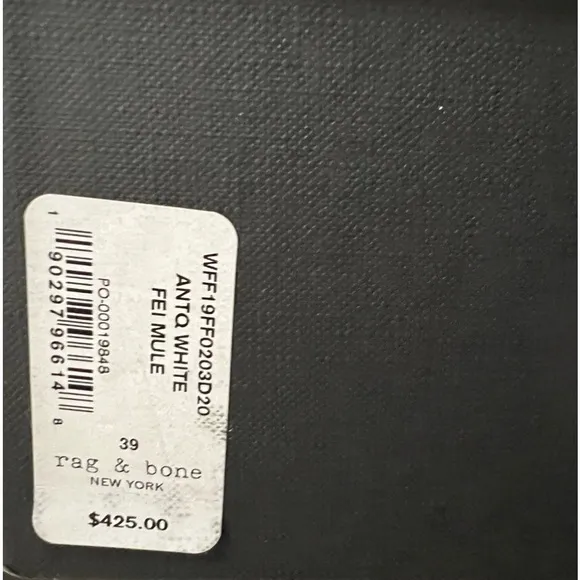 WFF19FF0203D20
ANTQ WHITE
FEI MULE
PO-00019848
1 90297 96614 8
39
rag & bone
NEW YORK
$425.00